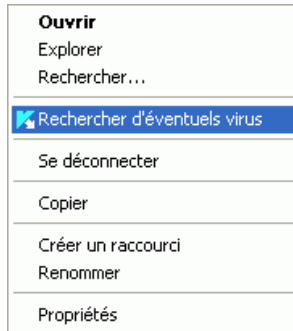 Ouvrir
Explorer
Rechercher...
Rechercher d'éventuels virus
Se déconnecter
Copier
Créer un raccourci
Renommer
Propriétés